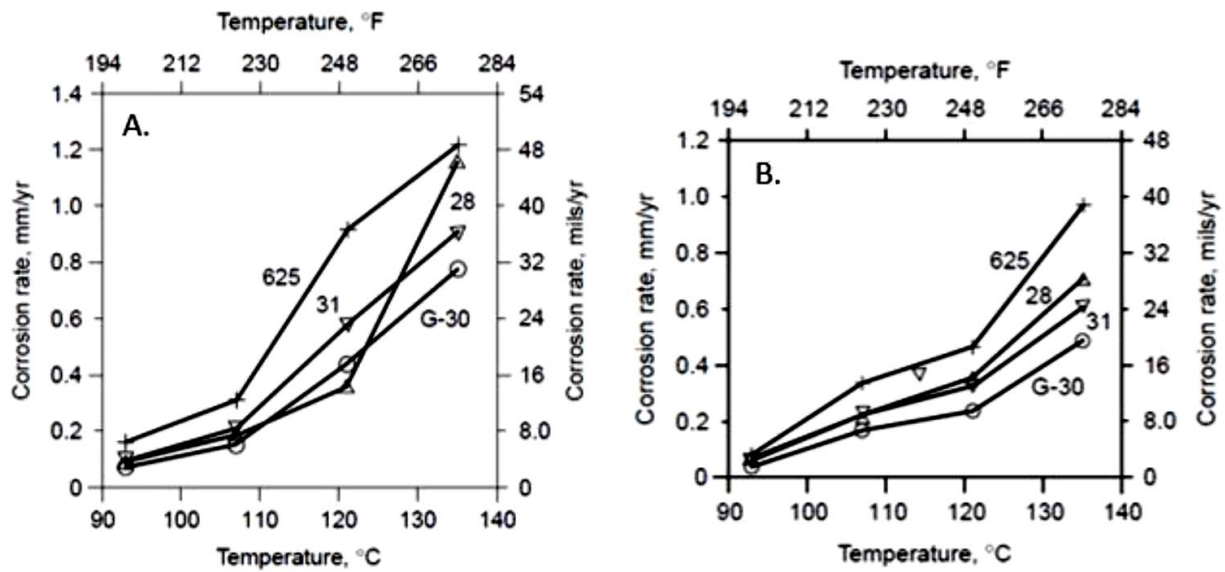 Temperature, °F
194 212 230 248 266 284
A.
1.4
1.2
1.0
0.8
0.6
0.4
0.2
0
Corrosion rate, mm/yr
54
48
40
32
24
16
8.0
0
Corrosion rate, mils/yr
625
28
31
G-30
90 100 110 120 130 140
Temperature, °C
Temperature, °F
194 212 230 248 266 284
B.
1.2
1.0
0.8
0.6
0.4
0.2
0
Corrosion rate, mm/yr
48
40
32
24
16
8.0
0
Corrosion rate, mils/yr
625
28
31
G-30
90 100 110 120 130 140
Temperature, °C